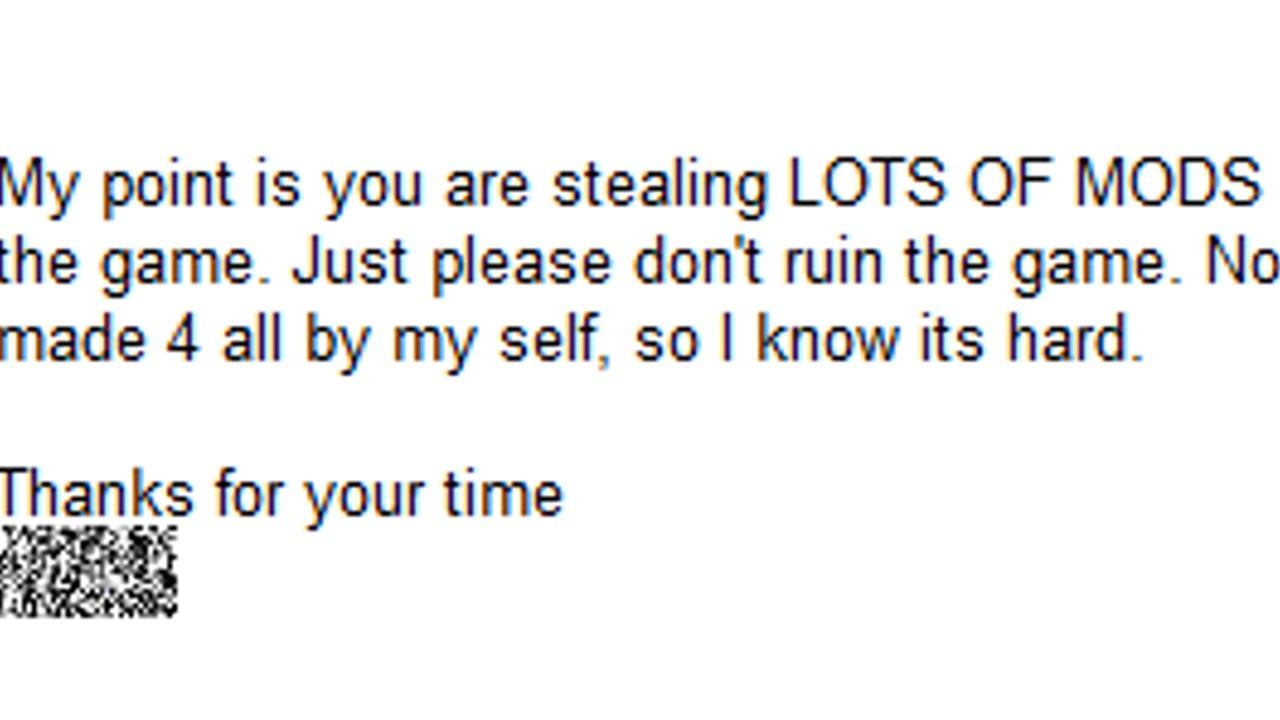 My point is you are stealing LOTS OF MODS
the game. Just please don't ruin the game. No
made 4 all by my self, so I know its hard.
Thanks for your time